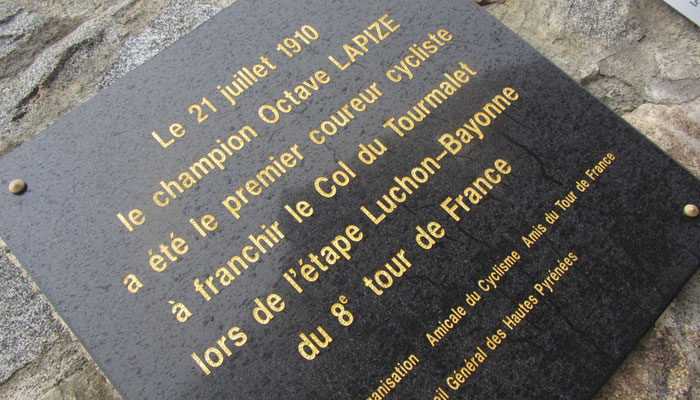 Le 21 juillet 1910
le champion Octave LAPIZE
a été le premier coureur cycliste
à franchir le Col du Tourmalet
lors de l'étape Luchon-Bayonne
du 8e tour de France
Amicale du Cyclisme Amis du Tour de France
Général des Hautes Pyrénées